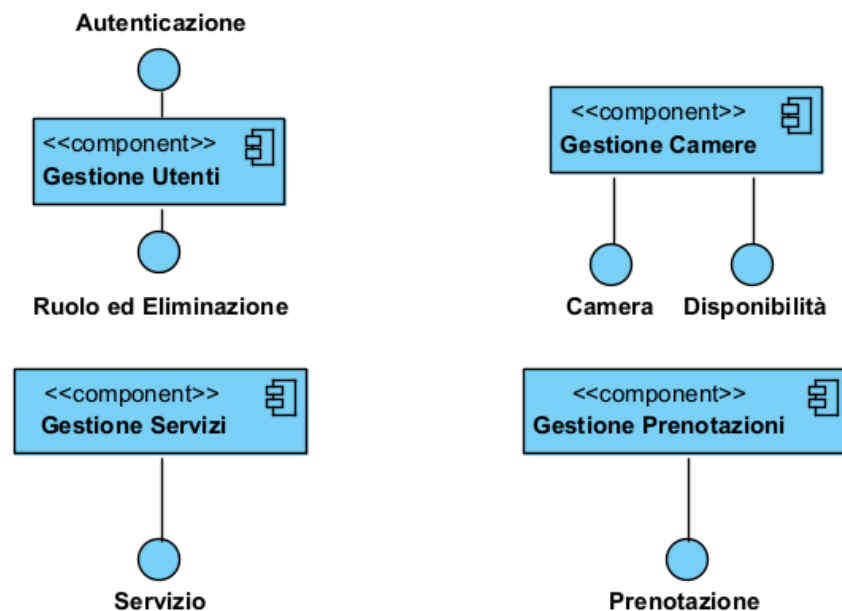 Autenticazione
<<component>>
Gestione Utenti
Ruolo ed Eliminazione
<<component>>
Gestione Camere
Camera
Disponibilità
<<component>>
Gestione Servizi
Servizio
<<component>>
Gestione Prenotazioni
Prenotazione